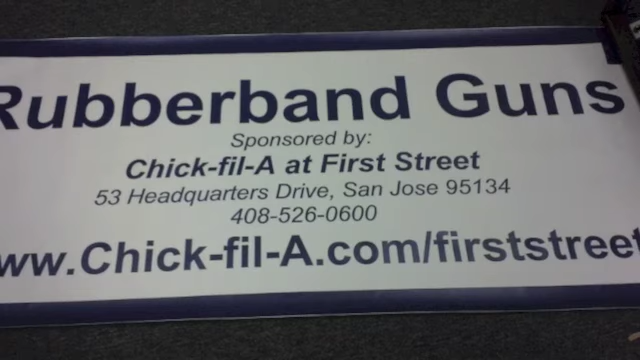 Rubberband Guns
Sponsored by:
Chick-fil-A at First Street
53 Headquarters Drive, San Jose 95134
408-526-0600
www.Chick-fil-A.com/firststreet